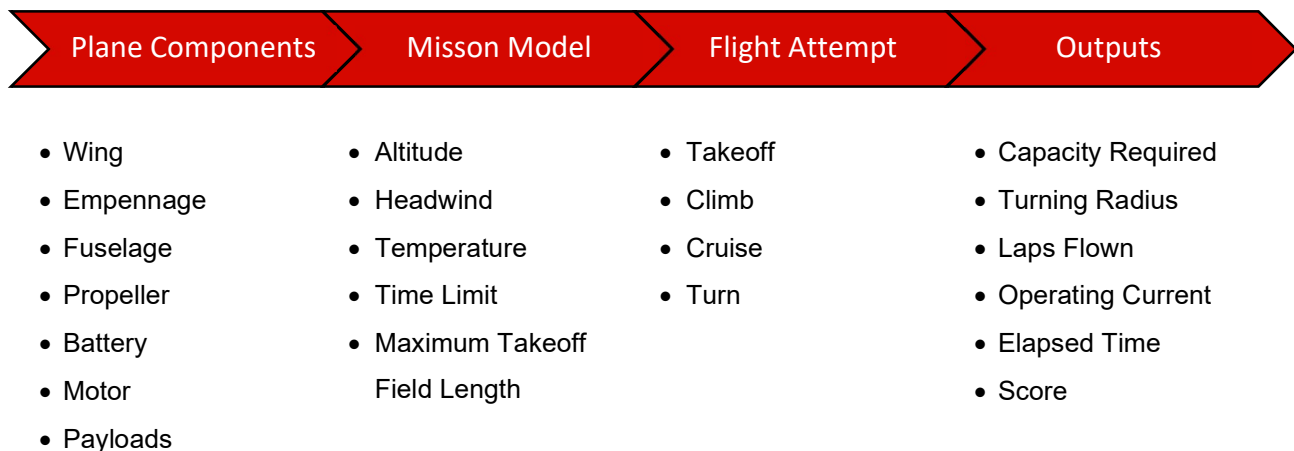 Plane Components
Misson Model
Flight Attempt
Outputs
• Wing
• Empennage
• Fuselage
• Propeller
• Battery
• Motor
• Payloads
• Altitude
• Headwind
• Temperature
• Time Limit
• Maximum Takeoff
Field Length
• Takeoff
• Climb
• Cruise
• Turn
• Capacity Required
• Turning Radius
• Laps Flown
• Operating Current
• Elapsed Time
• Score